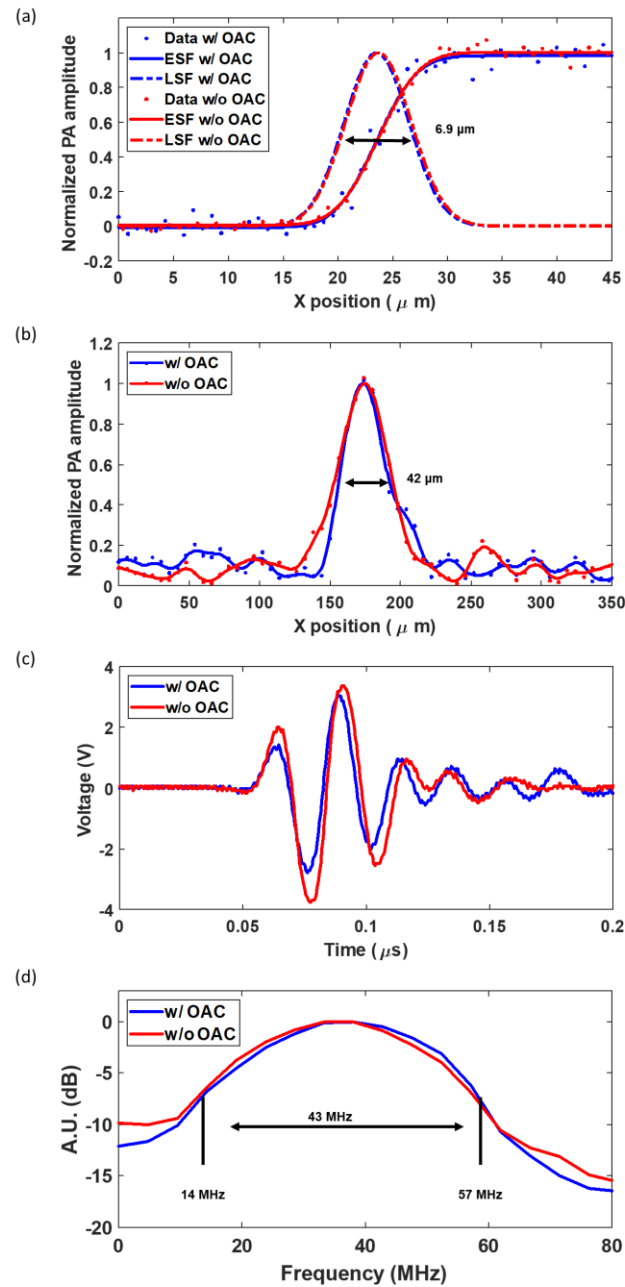 (a)
Normalized PA amplitude
1
0.8
0.6
0.4
0.2
0
-0.2
Data w/ OAC
ESF w/ OAC
LSF w/ OAC
Data w/o OAC
ESF w/o OAC
LSF w/o OAC
6.9 µm
0 5 10 15 20 25 30 35 40 45
X position ( μ m)
(b)
Normalized PA amplitude
1.2
1
0.8
0.6
0.4
0.2
0
w/ OAC
w/o OAC
42 µm
0 50 100 150 200 250 300 350
X position ( μ m)
(c)
Voltage (V)
4
2
0
-2
-4
w/ OAC
w/o OAC
0 0.05 0.1 0.15 0.2
Time ( μs)
(d)
A.U. (dB)
0
-5
-10
-15
-20
w/ OAC
w/o OAC
43 MHz
14 MHz
57 MHz
0 20 40 60 80
Frequency (MHz)